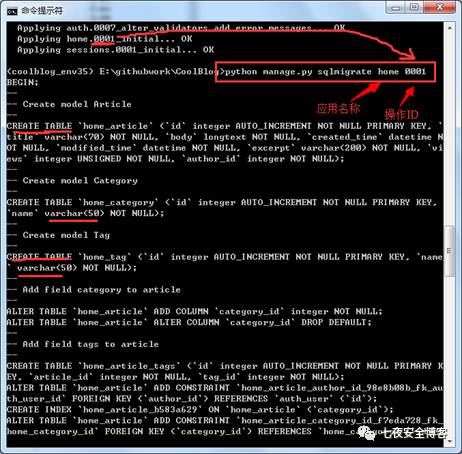 命令提示符
Applying auth.0007_alter_validators_add_error_messages... OK
Applying home.0001_initial... OK
Applying sessions.0001_initial... OK
(coolblog_env35) E:\githubwork\CoolBlog>python manage.py sqlmigrate home 0001
BEGIN;
应用名称 操作ID
--
-- Create model Article
--
CREATE TABLE `home_article` (`id` integer AUTO_INCREMENT NOT NULL PRIMARY KEY, `
title` varchar(70) NOT NULL, `body` longtext NOT NULL, `created_time` datetime N
OT NULL, `modified_time` datetime NOT NULL, `excerpt` varchar(200) NOT NULL, `vi
ews` integer UNSIGNED NOT NULL, `author_id` integer NOT NULL);
--
-- Create model Category
--
CREATE TABLE `home_category` (`id` integer AUTO_INCREMENT NOT NULL PRIMARY KEY,
`name` varchar(50) NOT NULL);
--
-- Create model Tag
--
CREATE TABLE `home_tag` (`id` integer AUTO_INCREMENT NOT NULL PRIMARY KEY, `name
` varchar(50) NOT NULL);
--
-- Add field category to article
--
ALTER TABLE `home_article` ADD COLUMN `category_id` integer NOT NULL;
ALTER TABLE `home_article` ALTER COLUMN `category_id` DROP DEFAULT;
--
-- Add field tags to article
--
CREATE TABLE `home_article_tags` (`id` integer AUTO_INCREMENT NOT NULL PRIMARY K
EY, `article_id` integer NOT NULL, `tag_id` integer NOT NULL);
ALTER TABLE `home_article` ADD CONSTRAINT `home_article_author_id_98e8b08b_fk_au
th_user_id` FOREIGN KEY (`author_id`) REFERENCES `auth_user` (`id`);
CREATE INDEX `home_article_b583a629` ON `home_article` (`category_id`);
ALTER TABLE `home_article` ADD CONSTRAINT `home_article_category_id_f7eda728_fk_
home_category_id` FOREIGN KEY (`category_id`) REFERENCES `home_category
七夜安全博客